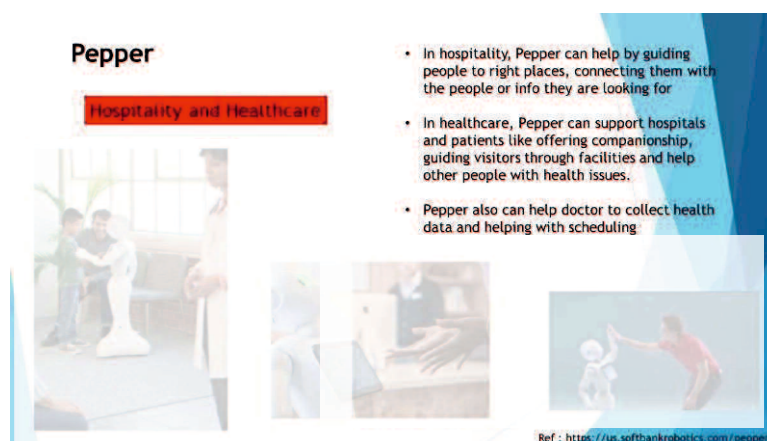 Pepper
Hospitality and Healthcare
• In hospitality, Pepper can help by guiding
people to right places, connecting them with
the people or info they are looking for
• In healthcare, Pepper can support hospitals
and patients like offering companionship,
guiding visitors through facilities and help
other people with health issues.
• Pepper also can help doctor to collect health
data and helping with scheduling
Ref : https://us.softbankrobotics.com/pepper